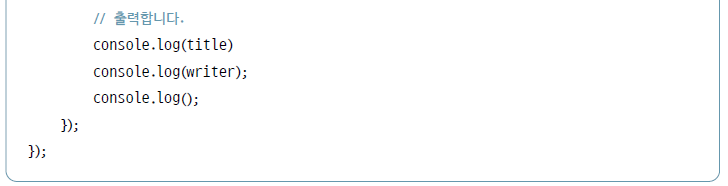 // 출력합니다.
console.log(title)
console.log(writer);
console.log();
});
});